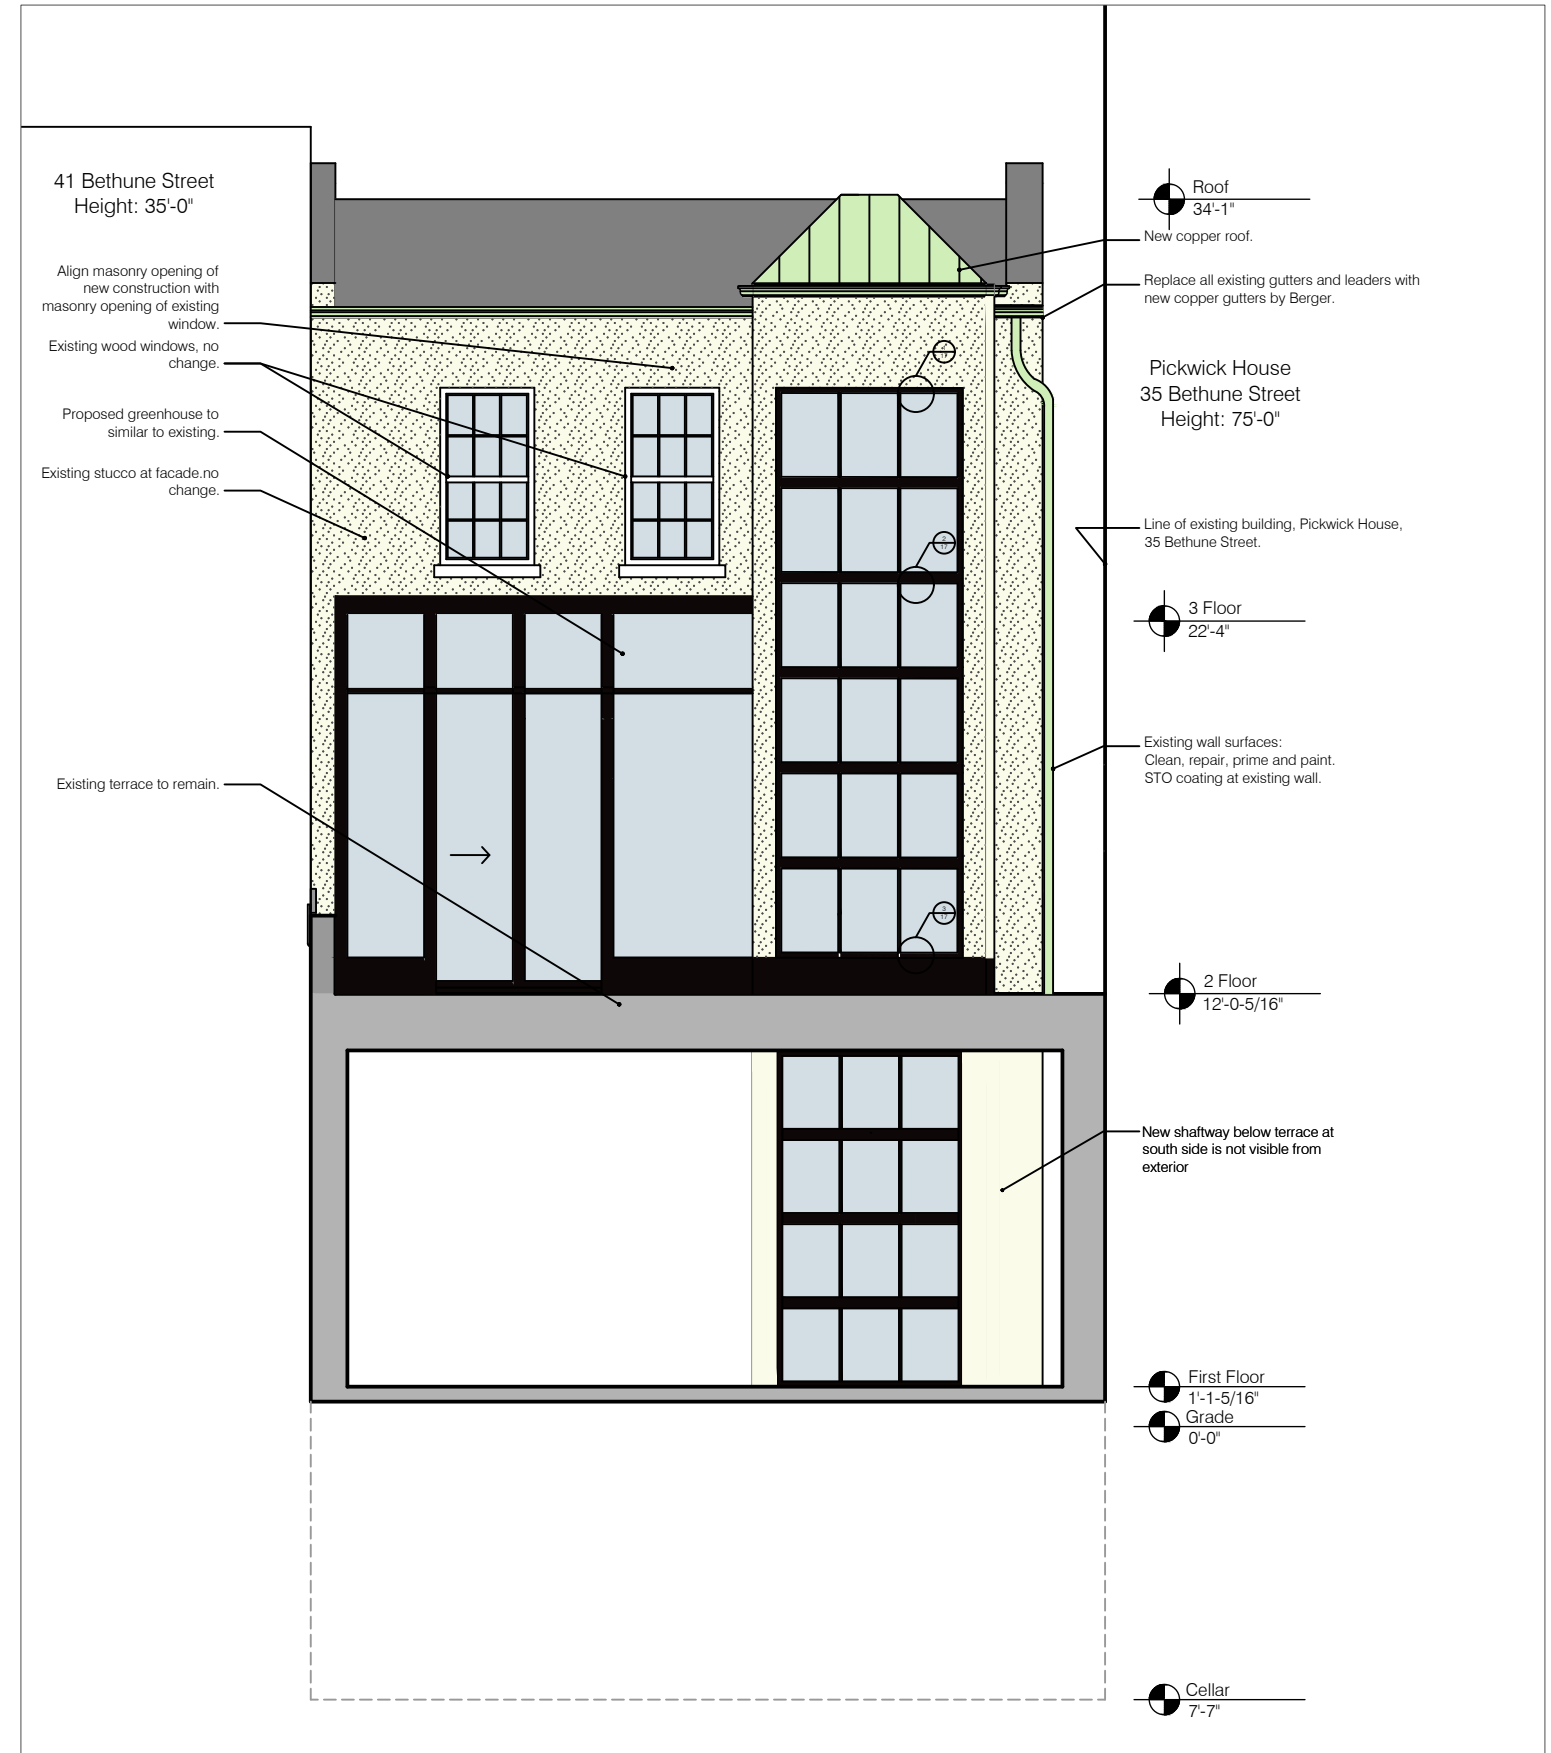 41 Bethune Street
Height: 35'-0"
Align masonry opening of
new construction with
masonry opening of existing
window.
Existing wood windows, no
change.
Proposed greenhouse to
similar to existing.
Existing stucco at facade.no
change.
Existing terrace to remain.
Roof
34'-1"
New copper roof.
Replace all existing gutters and leaders with
new copper gutters by Berger.
Pickwick House
35 Bethune Street
Height: 75'-0"
Line of existing building, Pickwick House,
35 Bethune Street.
3 Floor
22'-4"
Existing wall surfaces:
Clean, repair, prime and paint.
STO coating at existing wall.
2 Floor
12'-0-5/16"
New shaftway below terrace at
south side is not visible from
exterior
First Floor
1'-1-5/16"
Grade
0'-0"
Cellar
7'-7"
1
17
2
17
3
17